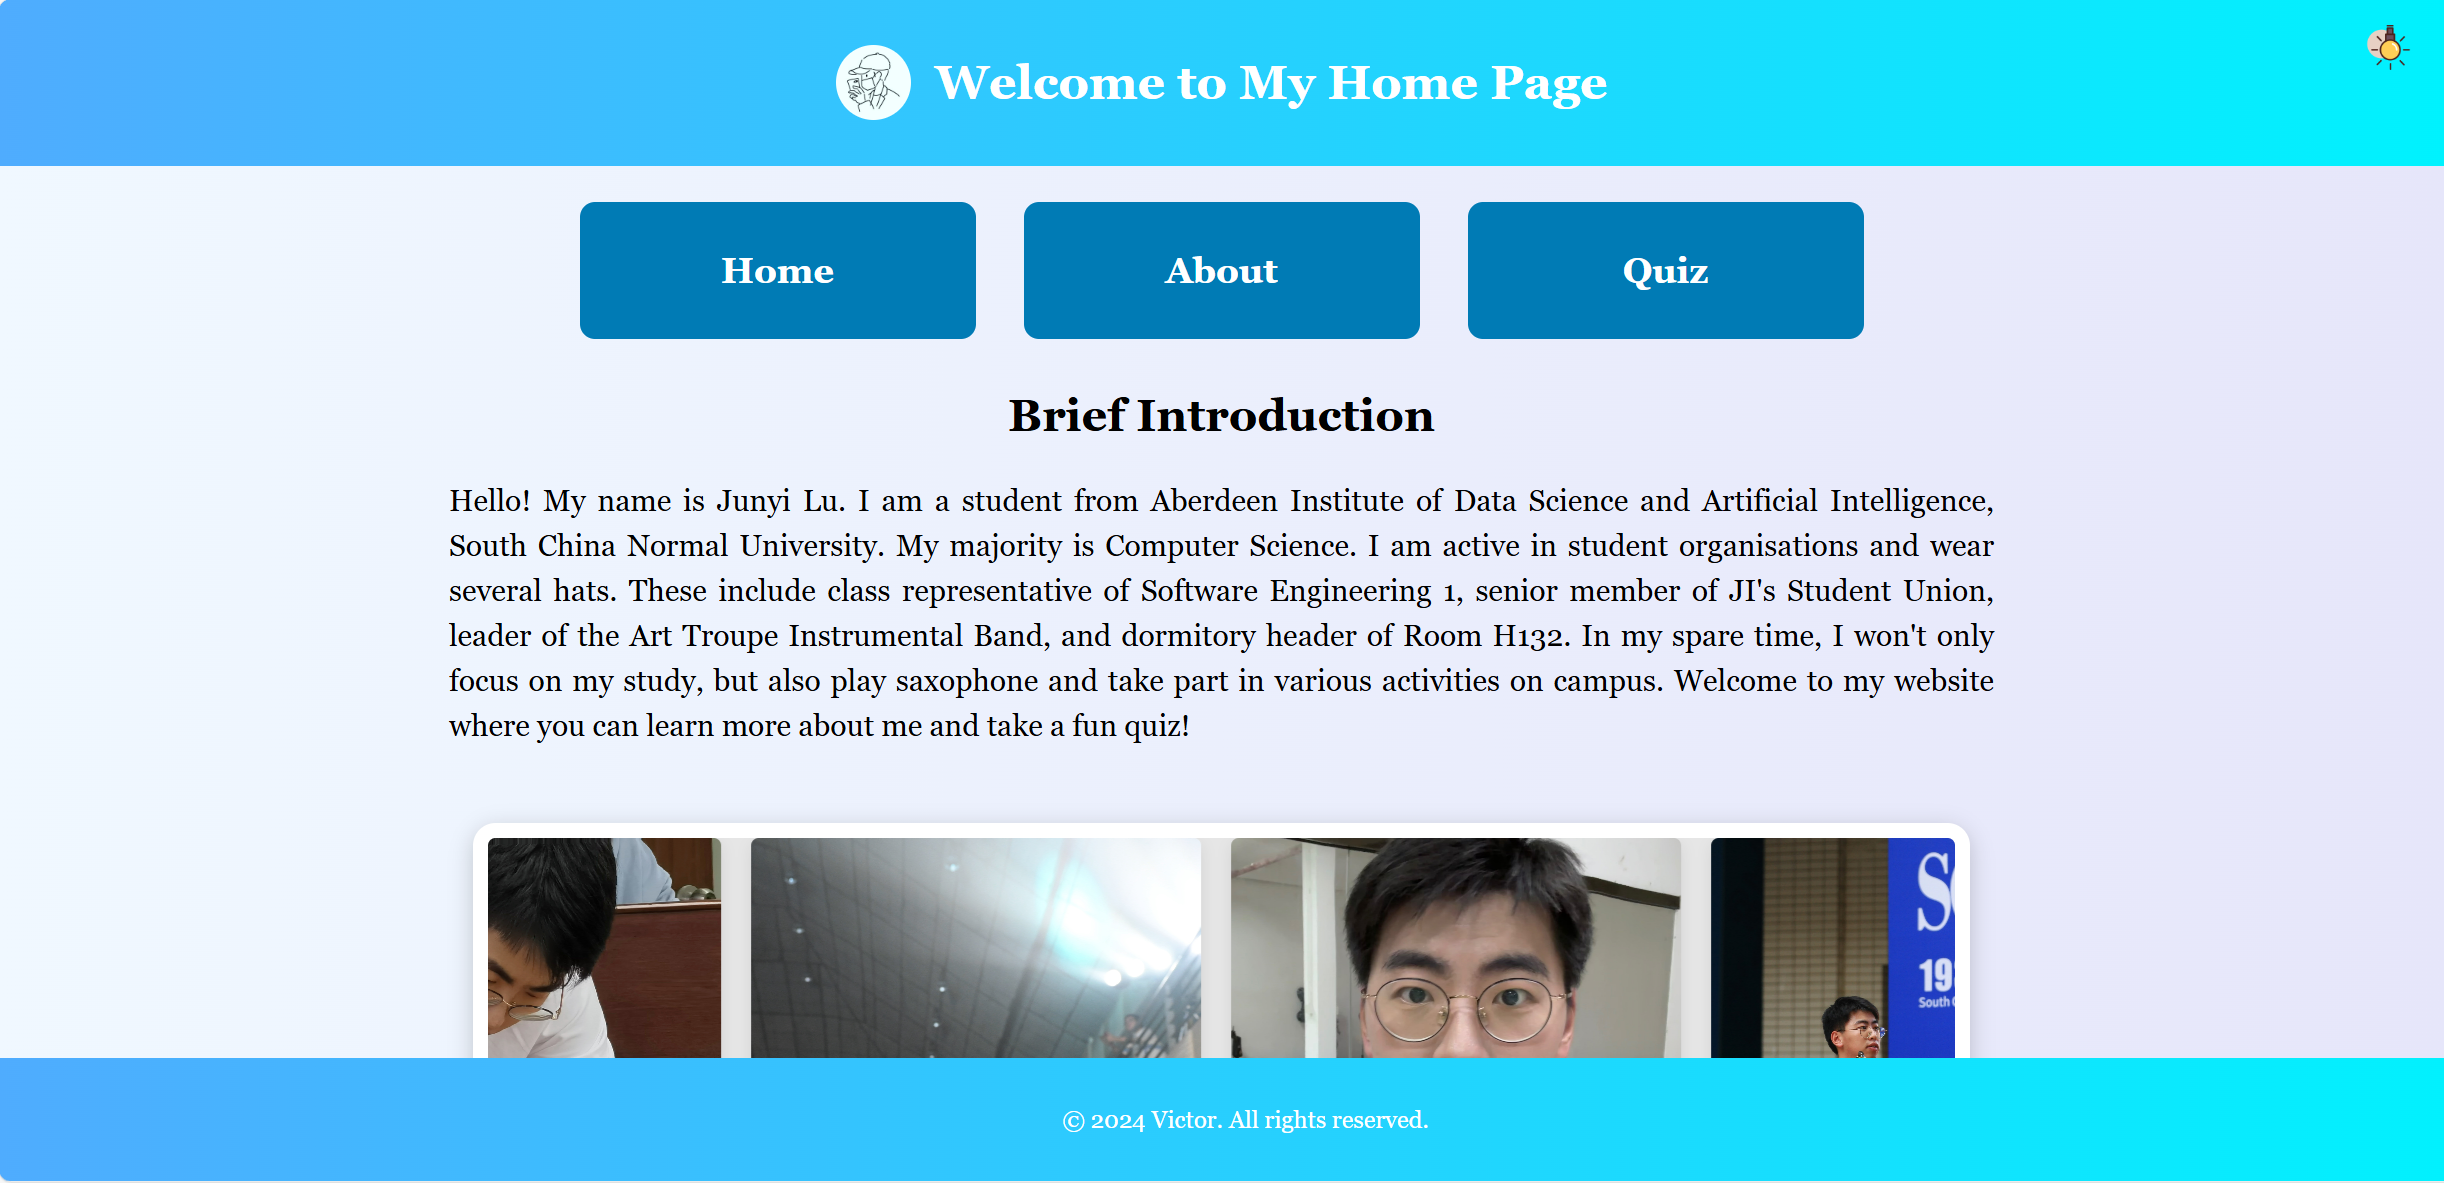 Welcome to My Home Page
Home
About
Quiz
Brief Introduction
Hello! My name is Junyi Lu. I am a student from Aberdeen Institute of Data Science and Artificial Intelligence,
South China Normal University. My majority is Computer Science. I am active in student organisations and wear
several hats. These include class representative of Software Engineering 1, senior member of JI's Student Union,
leader of the Art Troupe Instrumental Band, and dormitory header of Room H132. In my spare time, I won't only
focus on my study, but also play saxophone and take part in various activities on campus. Welcome to my website
where you can learn more about me and take a fun quiz!
S
19
South
© 2024 Victor. All rights reserved.